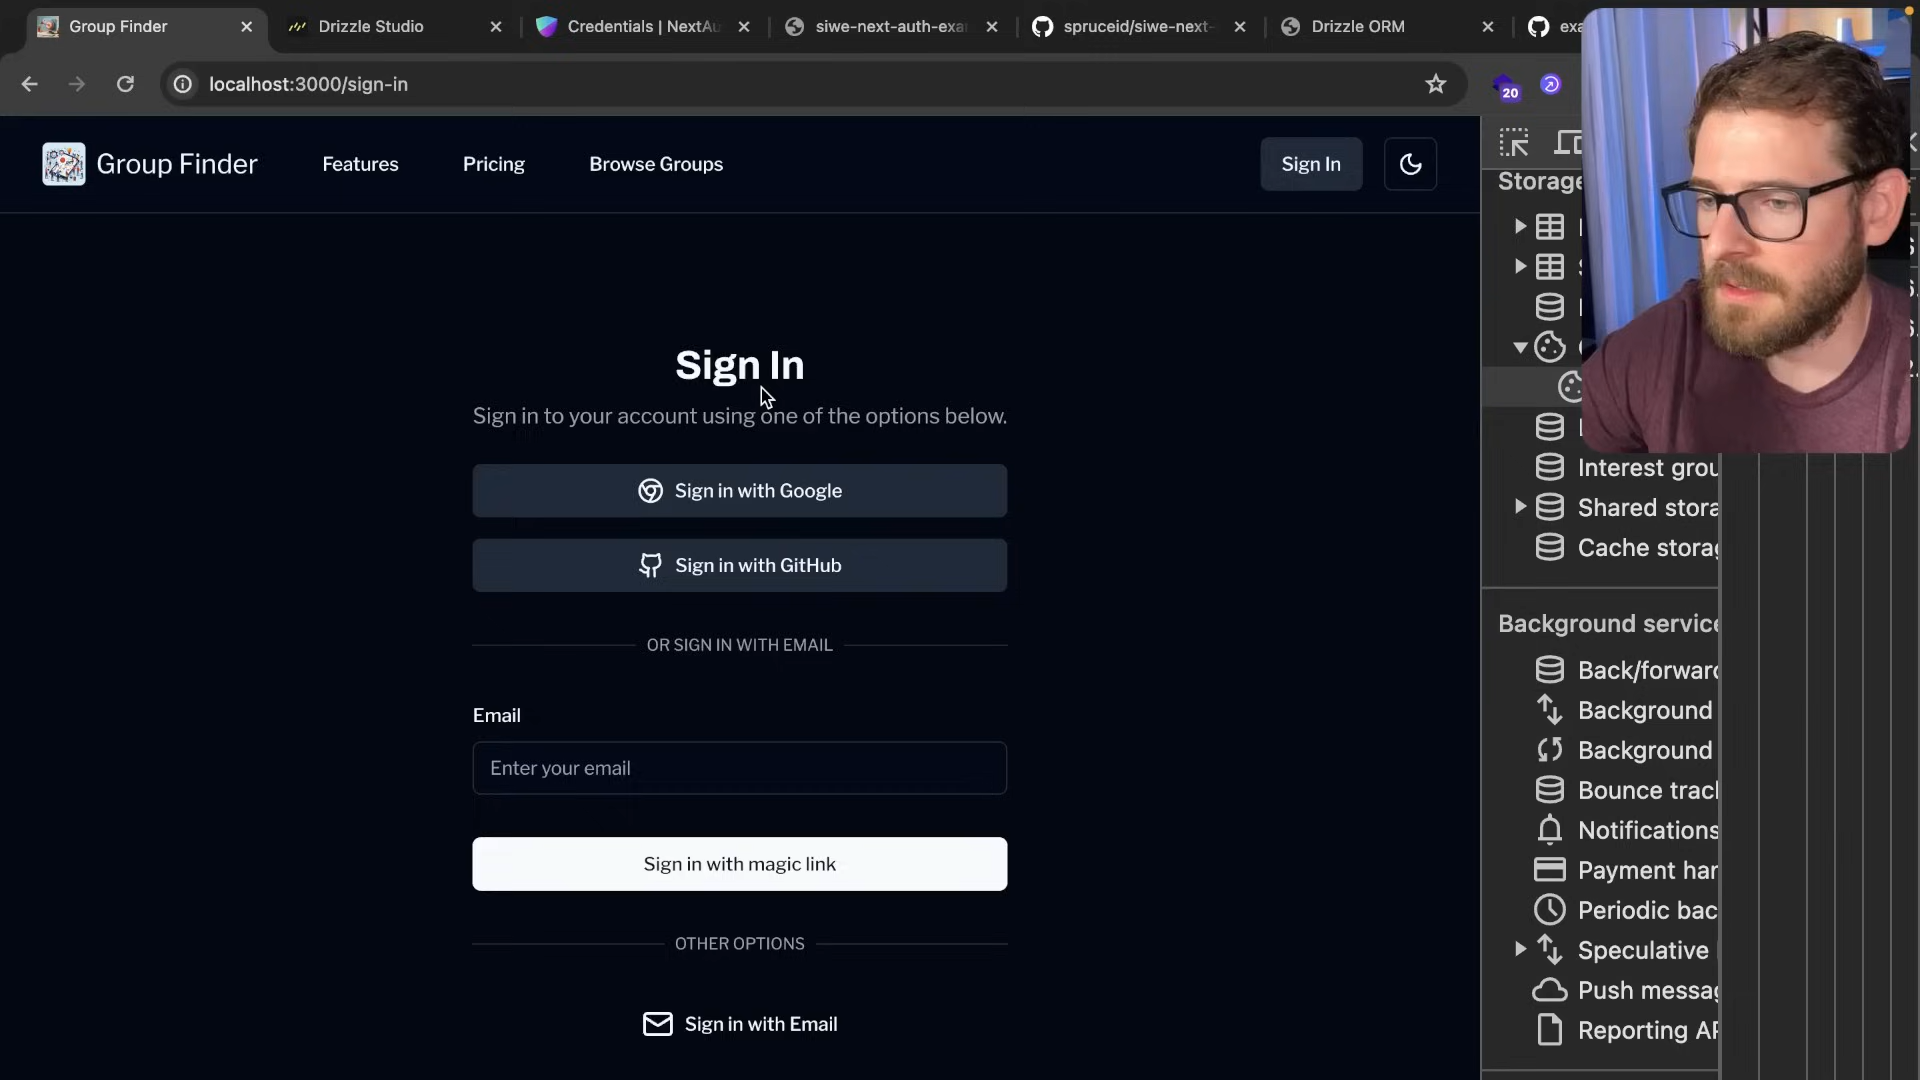 Group Finder
Drizzle Studio
Credentials | NextAu
siwe-next-auth-exa
spruceid/siwe-next-
Drizzle ORM
exa
localhost:3000/sign-in
20
Group Finder
Features
Pricing
Browse Groups
Sign In
Sign In
Sign in to your account using one of the options below.
Sign in with Google
Sign in with GitHub
OR SIGN IN WITH EMAIL
Email
Enter your email
Sign in with magic link
OTHER OPTIONS
Sign in with Email
Storage
Interest grou
Shared stora
Cache storag
Background service
Back/forward
Background
Background
Bounce track
Notifications
Payment han
Periodic bac
Speculative
Push messag
Reporting AP